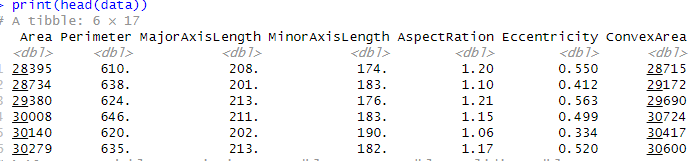 > print(head(data))
# A tibble: 6 × 17
Area Perimeter MajorAxisLength MinorAxisLength AspectRation Eccentricity ConvexArea
<dbl> <dbl> <dbl> <dbl> <dbl> <dbl> <dbl>
1 28395 610. 208. 174. 1.20 0.550 28715
2 28734 638. 201. 183. 1.10 0.412 29172
3 29380 624. 213. 176. 1.21 0.563 29690
4 30008 646. 211. 183. 1.15 0.499 30724
5 30140 620. 202. 190. 1.06 0.334 30417
6 30279 635. 213. 182. 1.17 0.520 30600